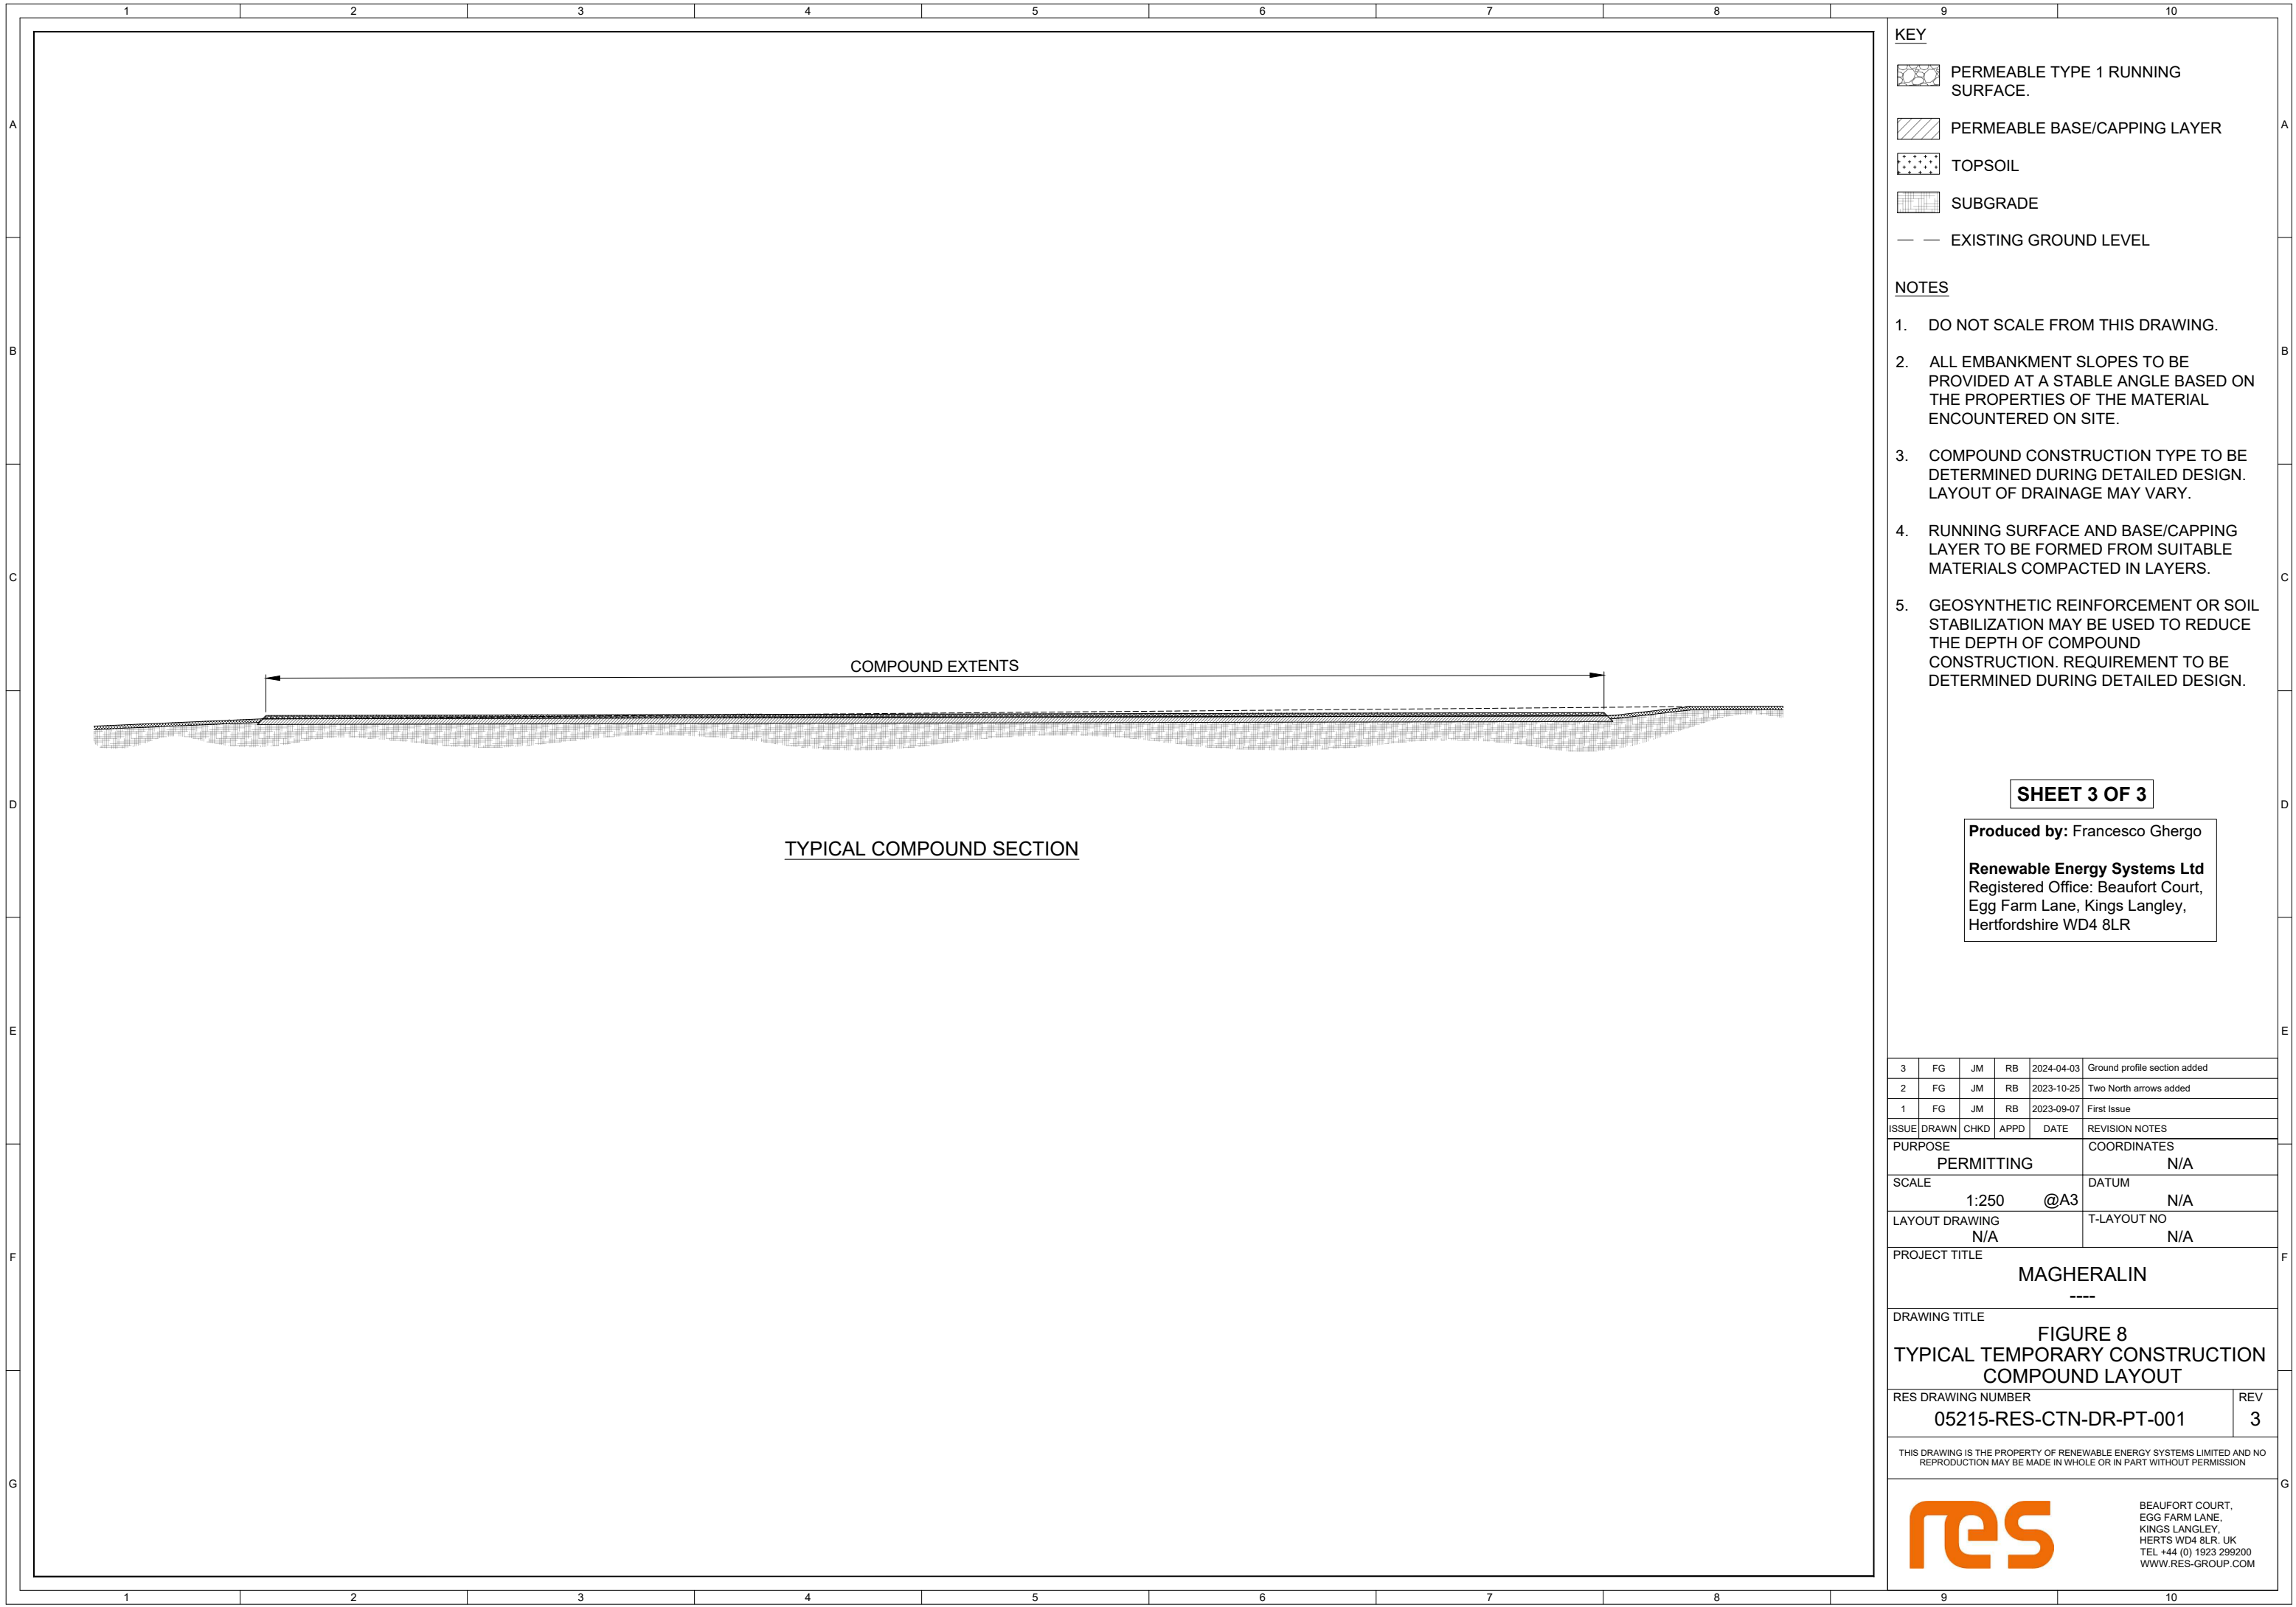 1 2 3 4 5 6 7 8 9 10
A
B
C
D
E
F
G
COMPOUND EXTENTS
TYPICAL COMPOUND SECTION
KEY
PERMEABLE TYPE 1 RUNNING
SURFACE.
PERMEABLE BASE/CAPPING LAYER
TOPSOIL
SUBGRADE
EXISTING GROUND LEVEL
NOTES
1. DO NOT SCALE FROM THIS DRAWING.
2. ALL EMBANKMENT SLOPES TO BE
PROVIDED AT A STABLE ANGLE BASED ON
THE PROPERTIES OF THE MATERIAL
ENCOUNTERED ON SITE.
3. COMPOUND CONSTRUCTION TYPE TO BE
DETERMINED DURING DETAILED DESIGN.
LAYOUT OF DRAINAGE MAY VARY.
4. RUNNING SURFACE AND BASE/CAPPING
LAYER TO BE FORMED FROM SUITABLE
MATERIALS COMPACTED IN LAYERS.
5. GEOSYNTHETIC REINFORCEMENT OR SOIL
STABILIZATION MAY BE USED TO REDUCE
THE DEPTH OF COMPOUND
CONSTRUCTION. REQUIREMENT TO BE
DETERMINED DURING DETAILED DESIGN.
SHEET 3 OF 3
Produced by: Francesco Ghergo
Renewable Energy Systems Ltd
Registered Office: Beaufort Court,
Egg Farm Lane, Kings Langley,
Hertfordshire WD4 8LR
3 FG JM RB 2024-04-03 Ground profile section added
2 FG JM RB 2023-10-25 Two North arrows added
1 FG JM RB 2023-09-07 First Issue
ISSUE DRAWN CHKD APPD DATE REVISION NOTES
PURPOSE COORDINATES
PERMITTING N/A
SCALE DATUM
1:250 @A3 N/A
LAYOUT DRAWING T-LAYOUT NO
N/A N/A
PROJECT TITLE
MAGHERALIN
----
DRAWING TITLE
FIGURE 8
TYPICAL TEMPORARY CONSTRUCTION
COMPOUND LAYOUT
RES DRAWING NUMBER REV
05215-RES-CTN-DR-PT-001 3
THIS DRAWING IS THE PROPERTY OF RENEWABLE ENERGY SYSTEMS LIMITED AND NO
REPRODUCTION MAY BE MADE IN WHOLE OR IN PART WITHOUT PERMISSION
res
BEAUFORT COURT,
EGG FARM LANE,
KINGS LANGLEY,
HERTS WD4 8LR. UK
TEL +44 (0) 1923 299200
WWW.RES-GROUP.COM
A
B
C
D
E
F
G
1 2 3 4 5 6 7 8 9 10